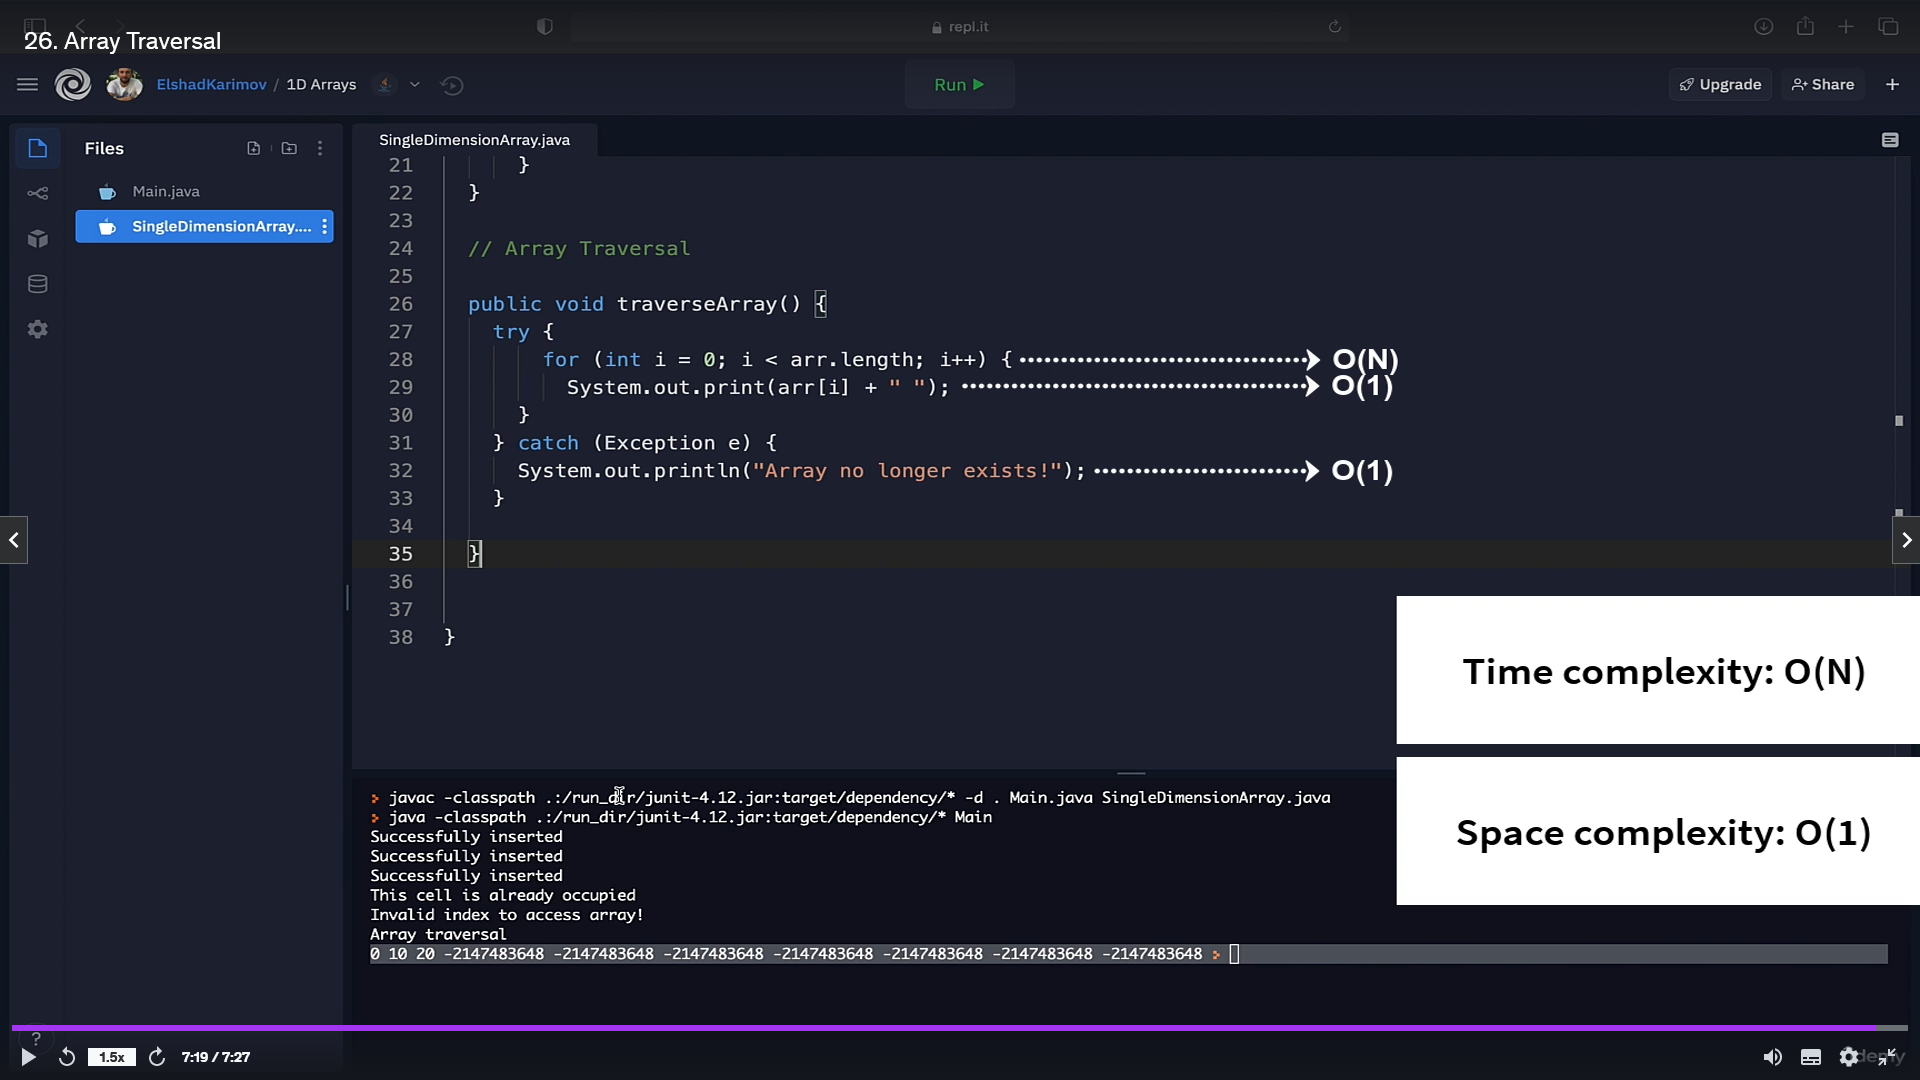 26. Array Traversal
repl.it
ElshadKarimov / 1D Arrays
Run
Upgrade
Share
Files
Main.java
SingleDimensionArray....
SingleDimensionArray.java
21 }
22 }
23
24 // Array Traversal
25
26 public void traverseArray() {
27 try {
28 for (int i = 0; i < arr.length; i++) { O(N)
29 System.out.print(arr[i] + " "); O(1)
30 }
31 } catch (Exception e) {
32 System.out.println("Array no longer exists!"); O(1)
33 }
34
35 }
36
37
38 }
Time complexity: O(N)
Space complexity: O(1)
> javac -classpath .:/run_dir/junit-4.12.jar:target/dependency/* -d . Main.java SingleDimensionArray.java
> java -classpath .:/run_dir/junit-4.12.jar:target/dependency/* Main
Successfully inserted
Successfully inserted
Successfully inserted
This cell is already occupied
Invalid index to access array!
Array traversal
0 10 20 -2147483648 -2147483648 -2147483648 -2147483648 -2147483648 -2147483648 -2147483648 >
?
1.5x
7:19 / 7:27